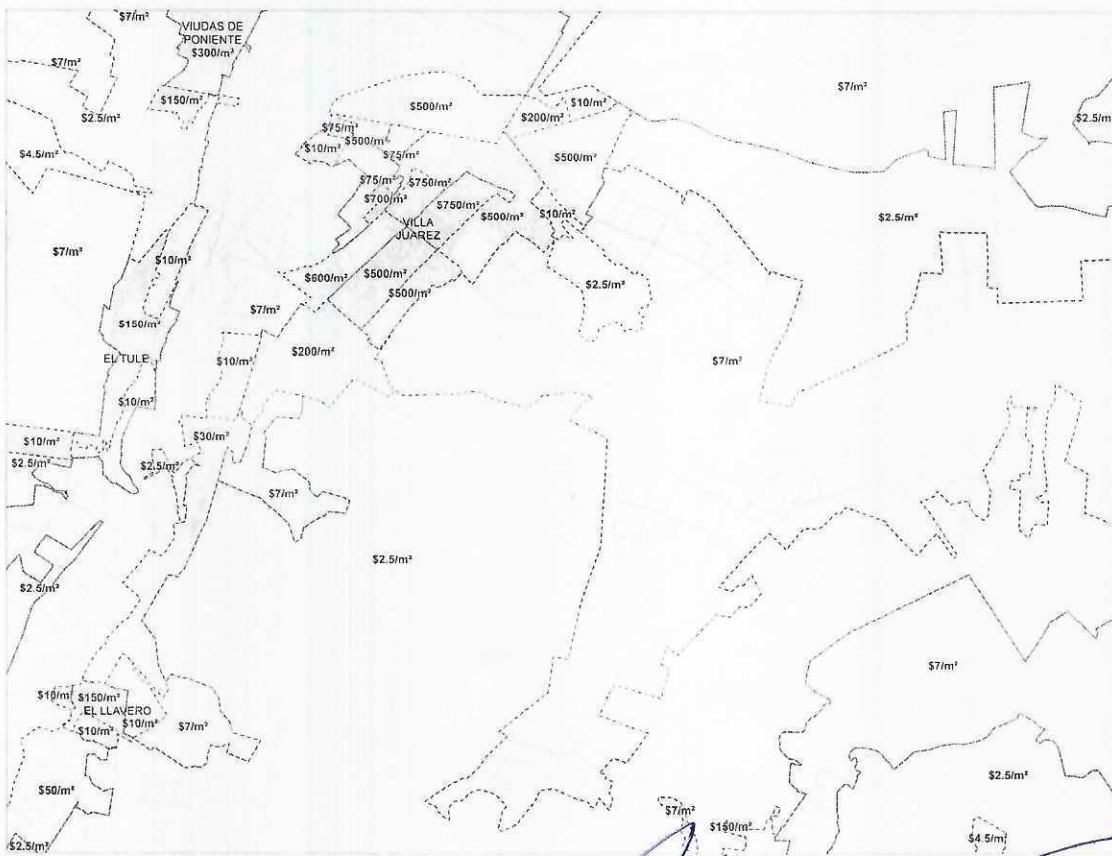 $7/m²
VIUDAS DE
PONIENTE
$300/m²
$7/m²
$7/m²
$150/m²
$500/m²
$10/m²
$2.5/m²
$200/m²
$2.5/m
$75/m²
$500/m²
$10/m²
$75/m²
$4.5/m²
$500/m²
$75/m²
$750/m²
$700/m²
$750/m²
VILLA
JUAREZ
$500/m²
$10/m²
$2.5/m²
$7/m²
$10/m²
$600/m²
$500/m²
$500/m²
$2.5/m²
$7/m²
$150/m²
EL TULE
$10/m²
$200/m²
$7/m²
$10/m²
$10/m²
$30/m²
$2.5/m²
$2.5/m²
$7/m²
$2.5/m²
$2.5/m²
$7/m²
$10/m²
$150/m²
EL LLAVERO
$10/m²
$10/m²
$7/m²
$50/m²
$2.5/m²
$7/m²
$150/m²
$4.5/m
$2.5/m²